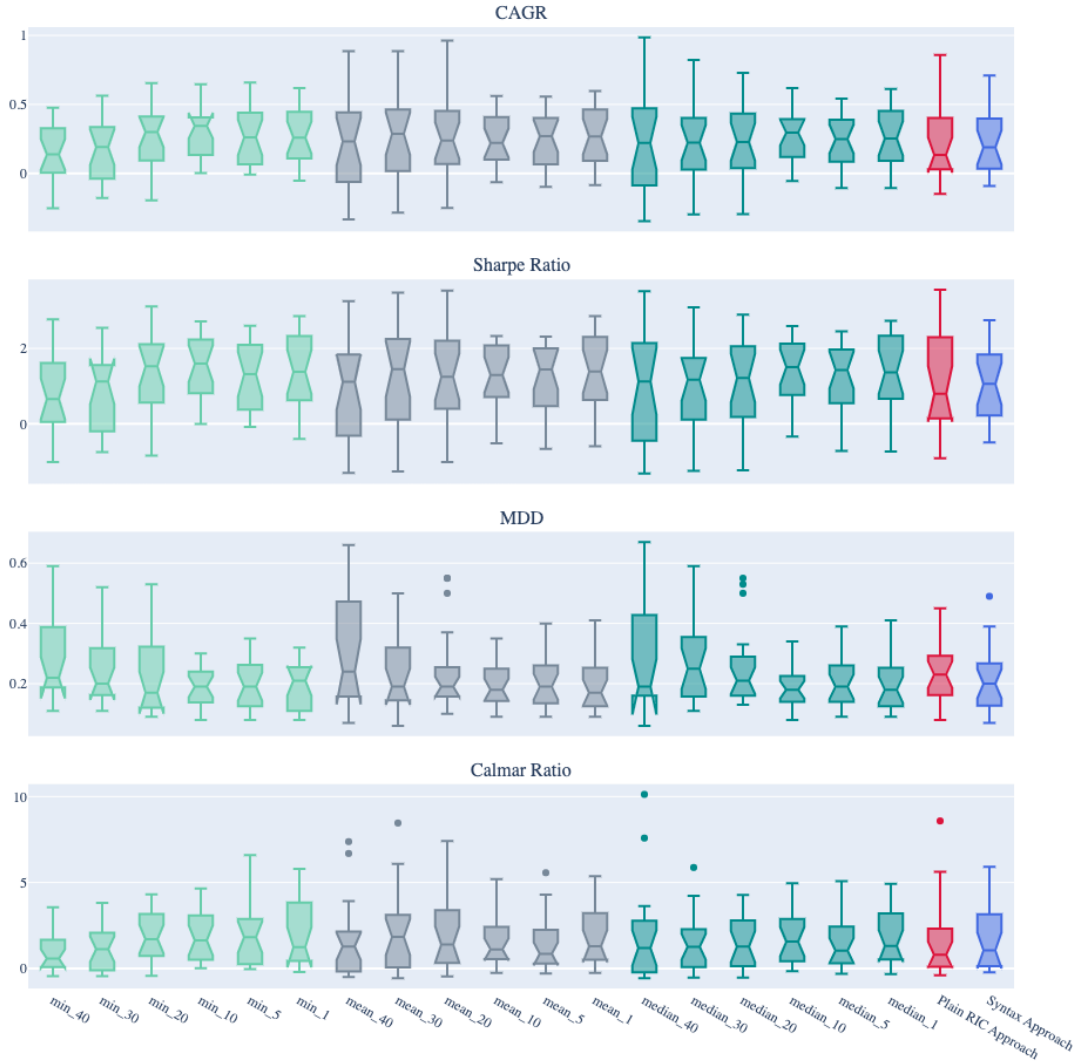 CAGR
1
0.5
0
Sharpe Ratio
2
0
MDD
0.6
0.4
0.2
Calmar Ratio
10
5
0
min_40
min_30
min_20
min_10
min_5
min_1
mean_40
mean_30
mean_20
mean_10
mean_5
mean_1
median_40
median_30
median_20
median_10
median_5
median_1
Plain RIC Approach
Syntax Approach